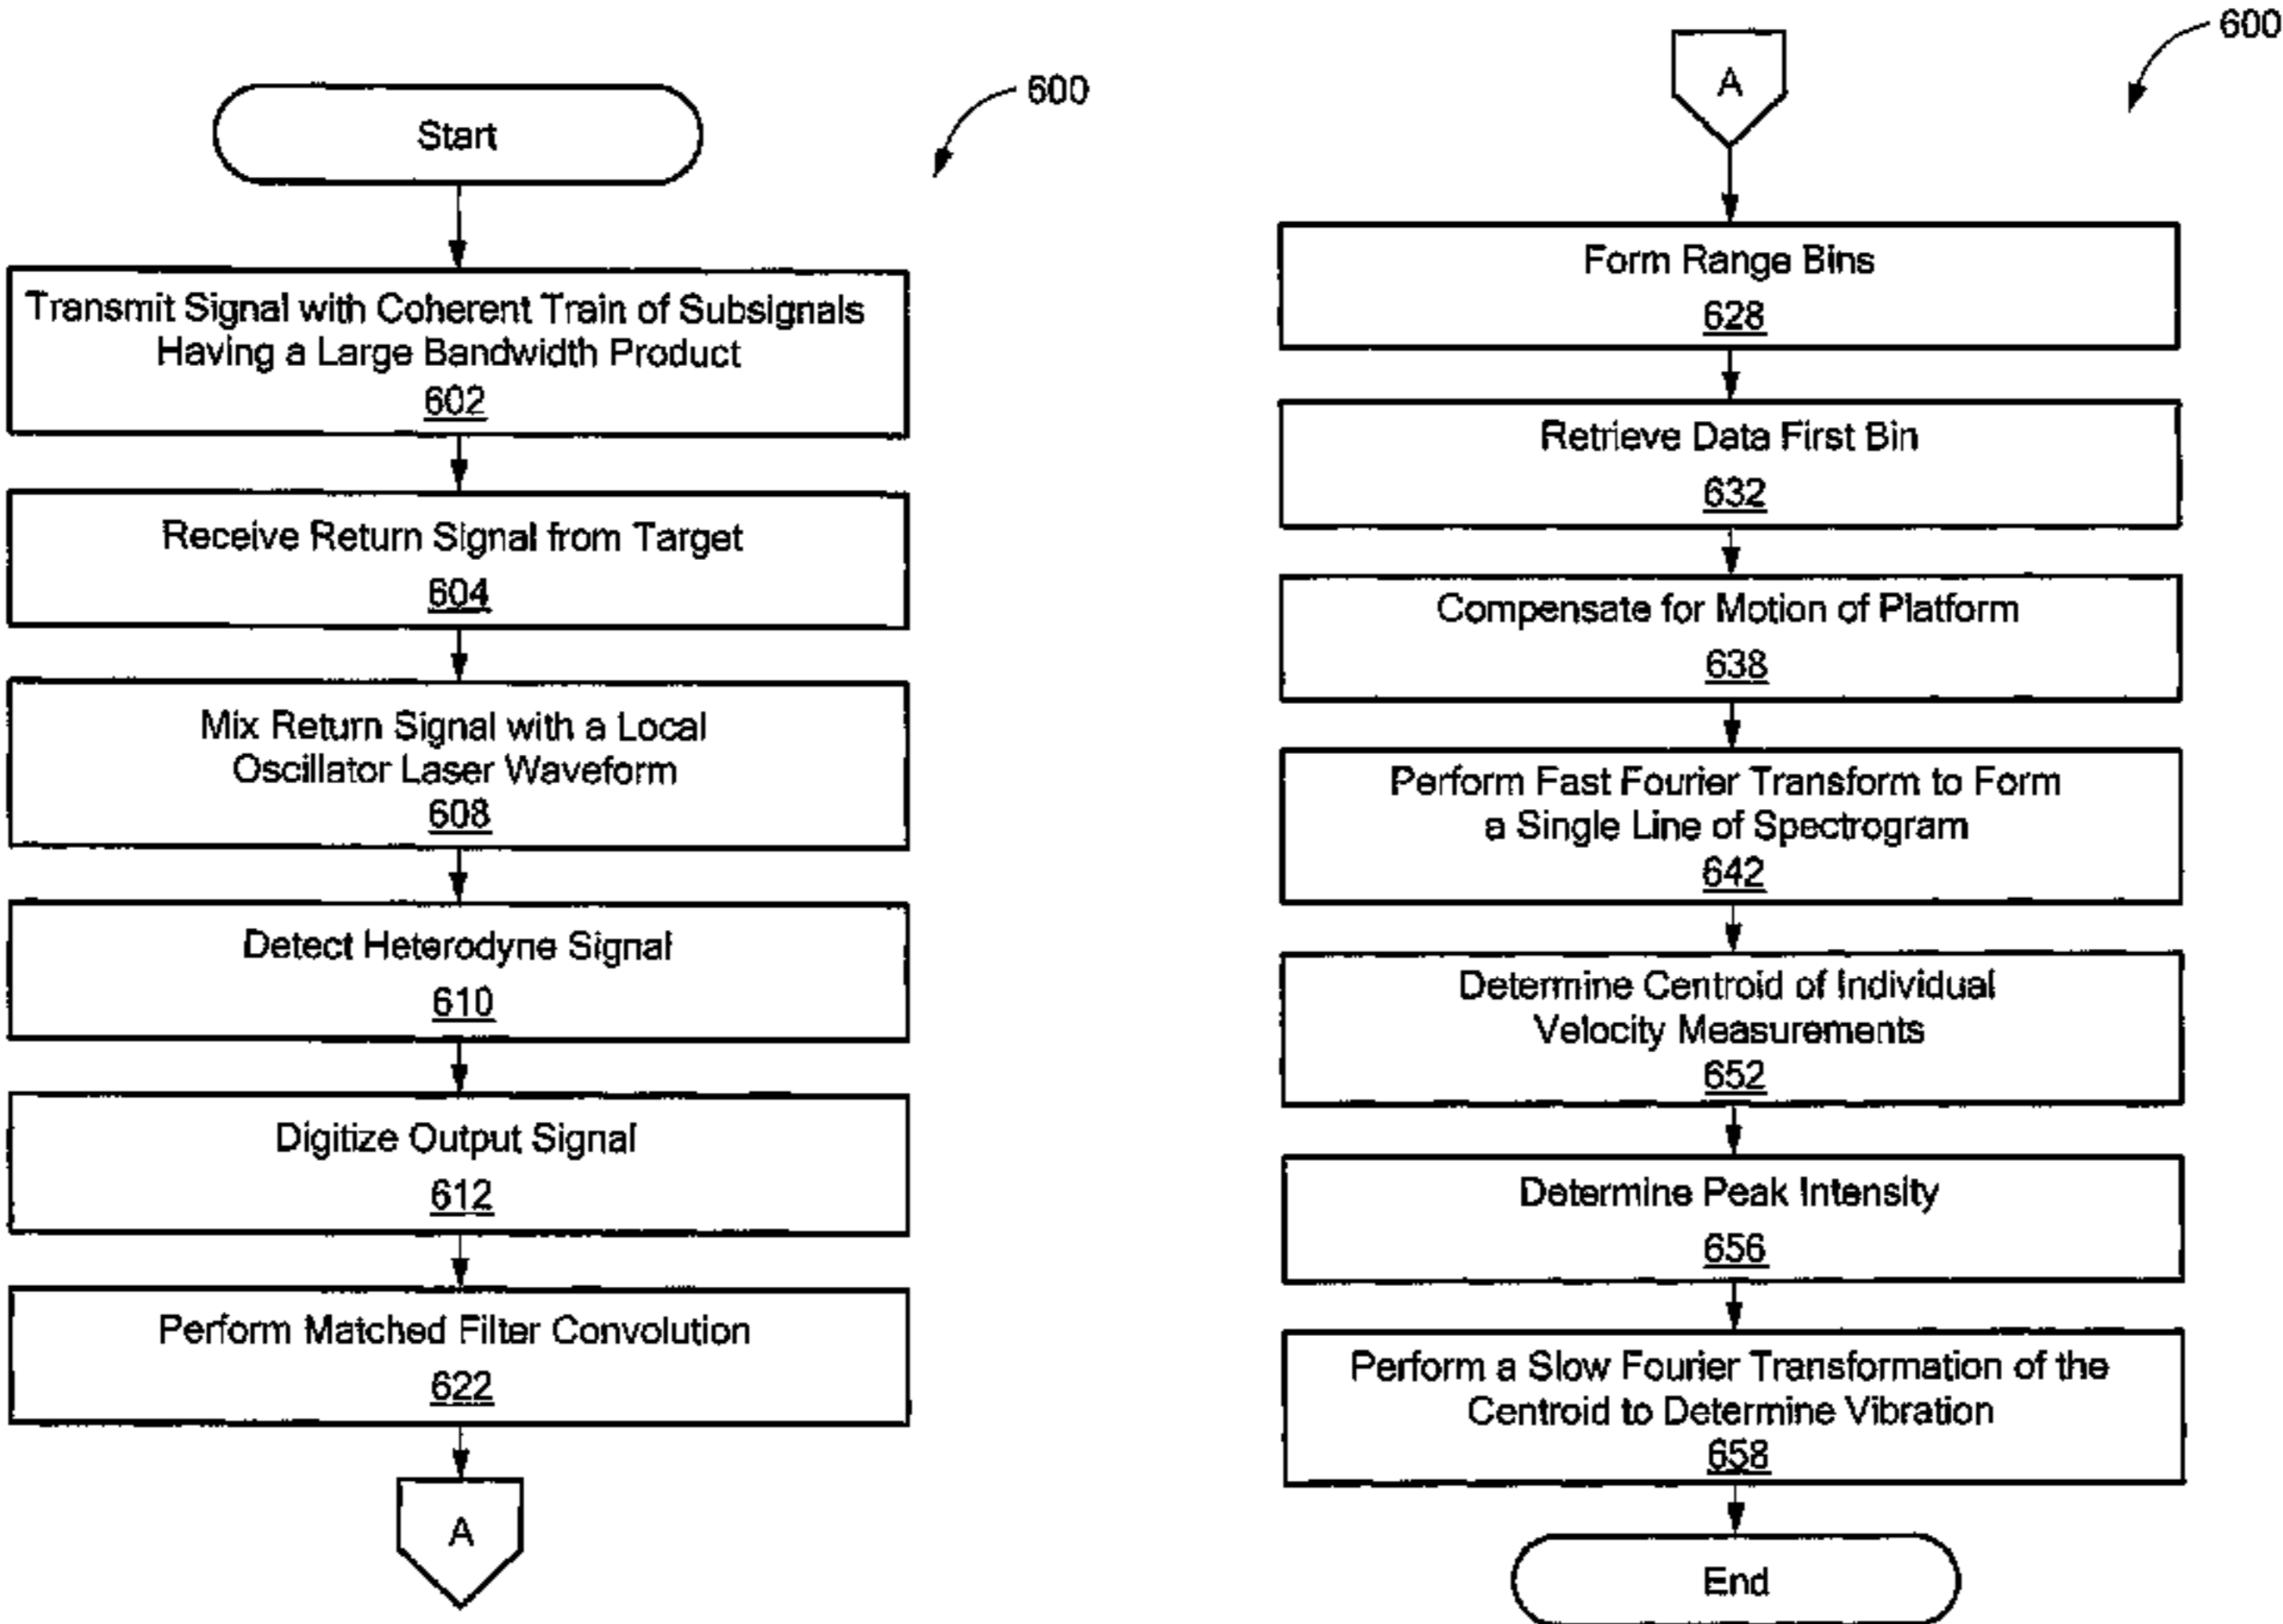 600
Start
Transmit Signal with Coherent Train of Subsignals
Having a Large Bandwidth Product
602
Receive Return Signal from Target
604
Mix Return Signal with a Local
Oscillator Laser Waveform
608
Detect Heterodyne Signal
610
Digitize Output Signal
612
Perform Matched Filter Convolution
622
A
600
A
Form Range Bins
628
Retrieve Data First Bin
632
Compensate for Motion of Platform
638
Perform Fast Fourier Transform to Form
a Single Line of Spectrogram
642
Determine Centroid of Individual
Velocity Measurements
652
Determine Peak Intensity
656
Perform a Slow Fourier Transformation of the
Centroid to Determine Vibration
658
End